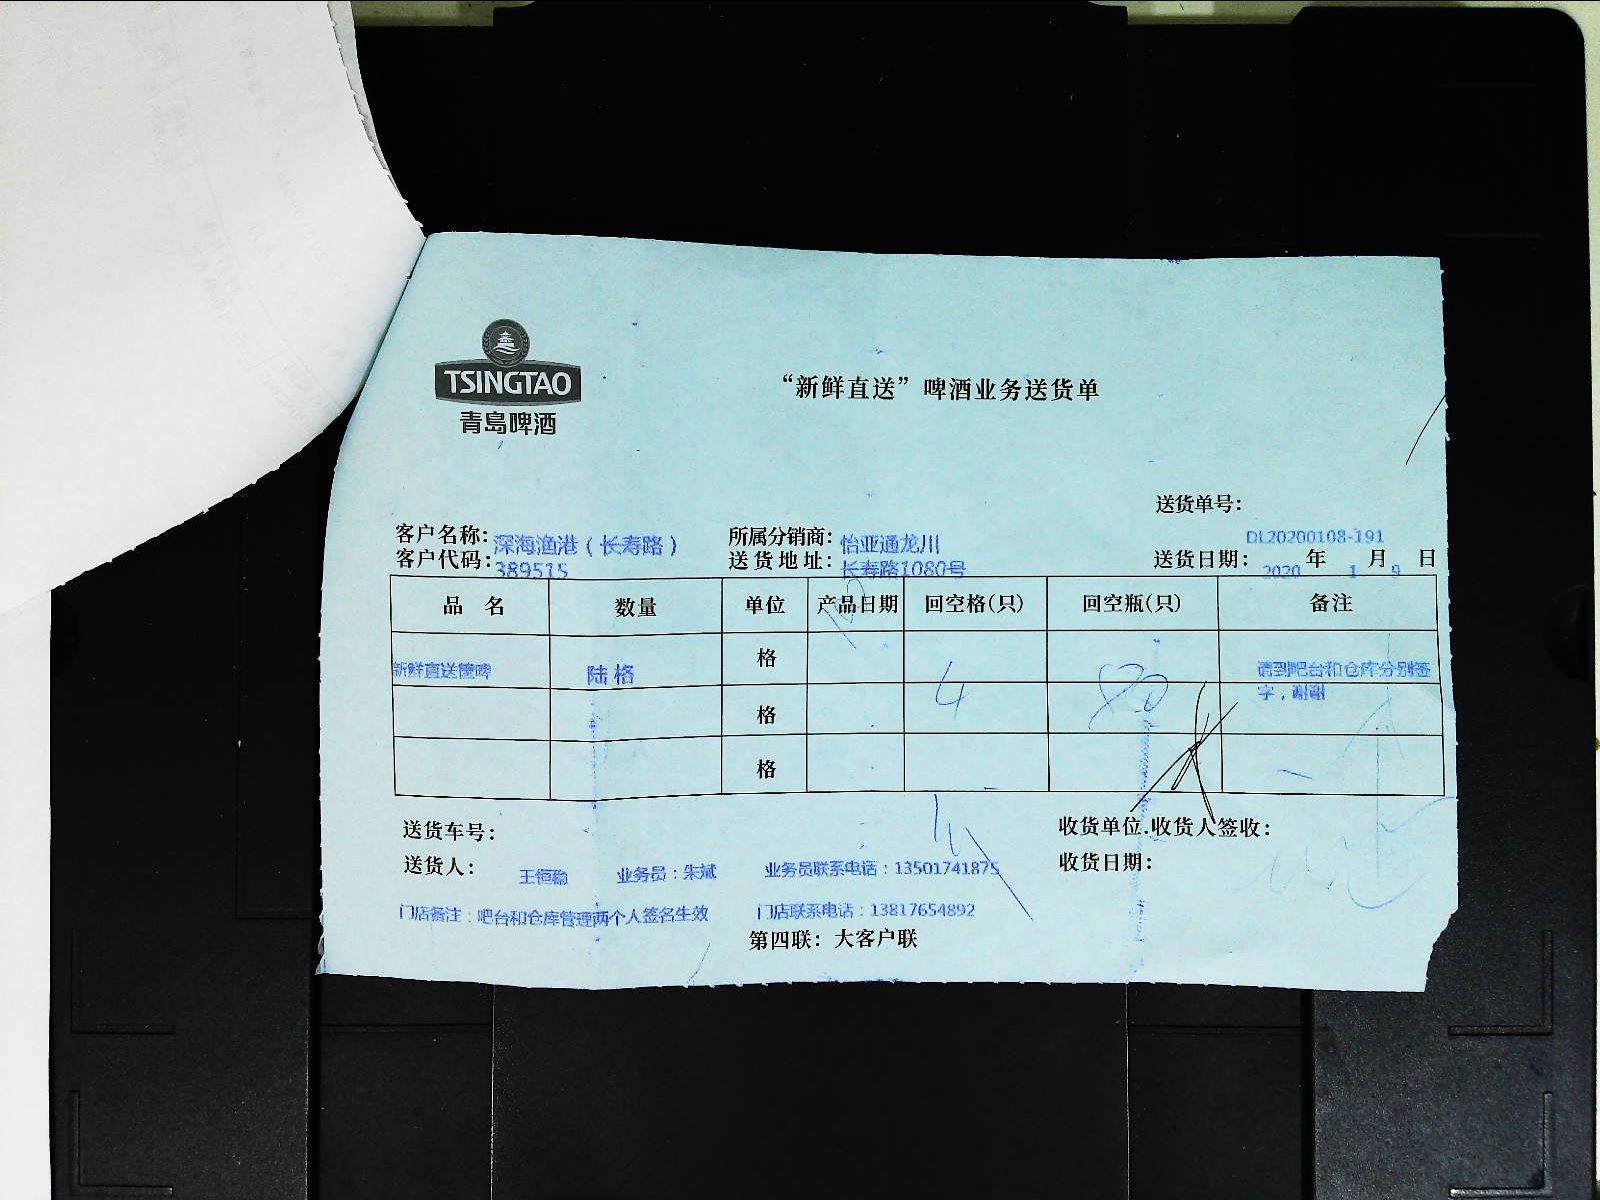 TSINGTAO
青岛啤酒
“新鲜直送”啤酒业务送货单
送货单号：
DL20200108-191
客户名称：深海渔港（长寿路） 所属分销商：怡亚通龙川
客户代码：389515 送货地址：长寿路1080号 送货日期：2020年1月9日
品名 数量 单位 产品日期 回空格(只) 回空瓶(只) 备注
新鲜直送箧啤 陆格 格 请到吧台和仓库分别签字，谢谢
格 4
格
送货车号： 收货单位.收货人签收：
送货人： 王恒稳 业务员：朱斌 业务员联系电话：13501741875 收货日期：
门店备注：吧台和仓库管理两个人签名生效 门店联系电话：13817654892
第四联：大客户联